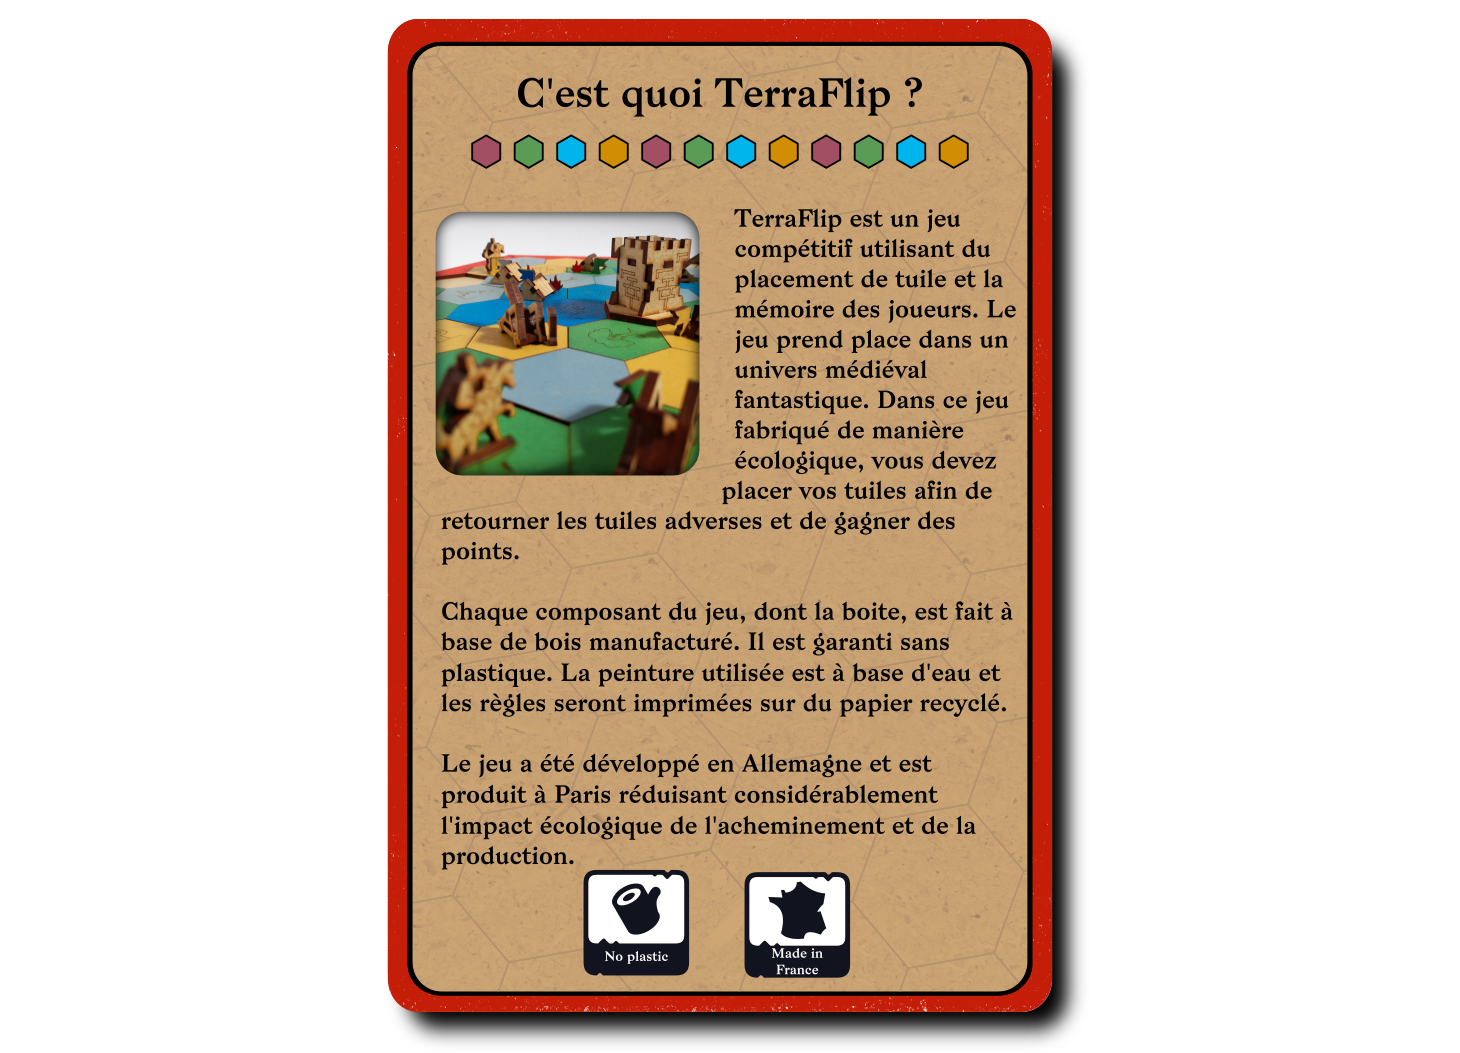 C'est quoi TerraFlip ?
TerraFlip est un jeu
compétitif utilisant du
placement de tuile et la
mémoire des joueurs. Le
jeu prend place dans un
univers médiéval
fantastique. Dans ce jeu
fabriqué de manière
écologique, vous devez
placer vos tuiles afin de
retourner les tuiles adverses et de gagner des
points.
Chaque composant du jeu, dont la boite, est fait à
base de bois manufacturé. Il est garanti sans
plastique. La peinture utilisée est à base d'eau et
les règles seront imprimées sur du papier recyclé.
Le jeu a été développé en Allemagne et est
produit à Paris réduisant considérablement
l'impact écologique de l'acheminement et de la
production.
No plastic
Made in
France